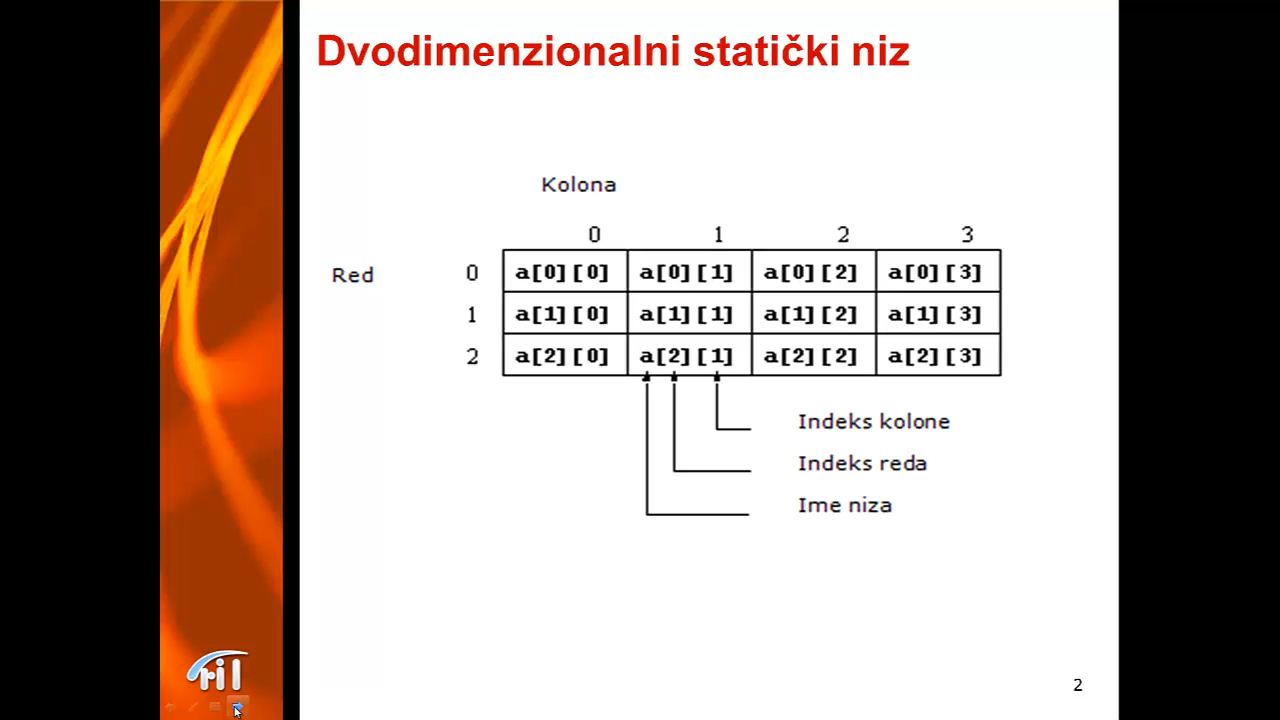 Dvodimenzionalni statički niz
Kolona
0 1 2 3
Red 0 a[0][0] a[0][1] a[0][2] a[0][3]
1 a[1][0] a[1][1] a[1][2] a[1][3]
2 a[2][0] a[2][1] a[2][2] a[2][3]
Indeks kolone
Indeks reda
Ime niza
ril
2